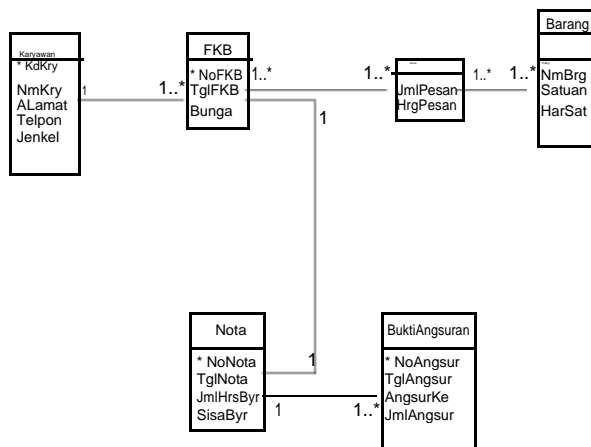 Karyawan
* KdKry
NmKry
ALamat
Telpon
Jenkel
1
1..*
FKB
* NoFKB
TglFKB
Bunga
1..*
1..*
JmlPesan
HrgPesan
1..*
1..*
Barang
NmBrg
Satuan
HarSat
1
1
Nota
* NoNota
TglNota
JmlHrsByr
SisaByr
1
1..*
BuktiAngsuran
* NoAngsur
TglAngsur
AngsurKe
JmlAngsur